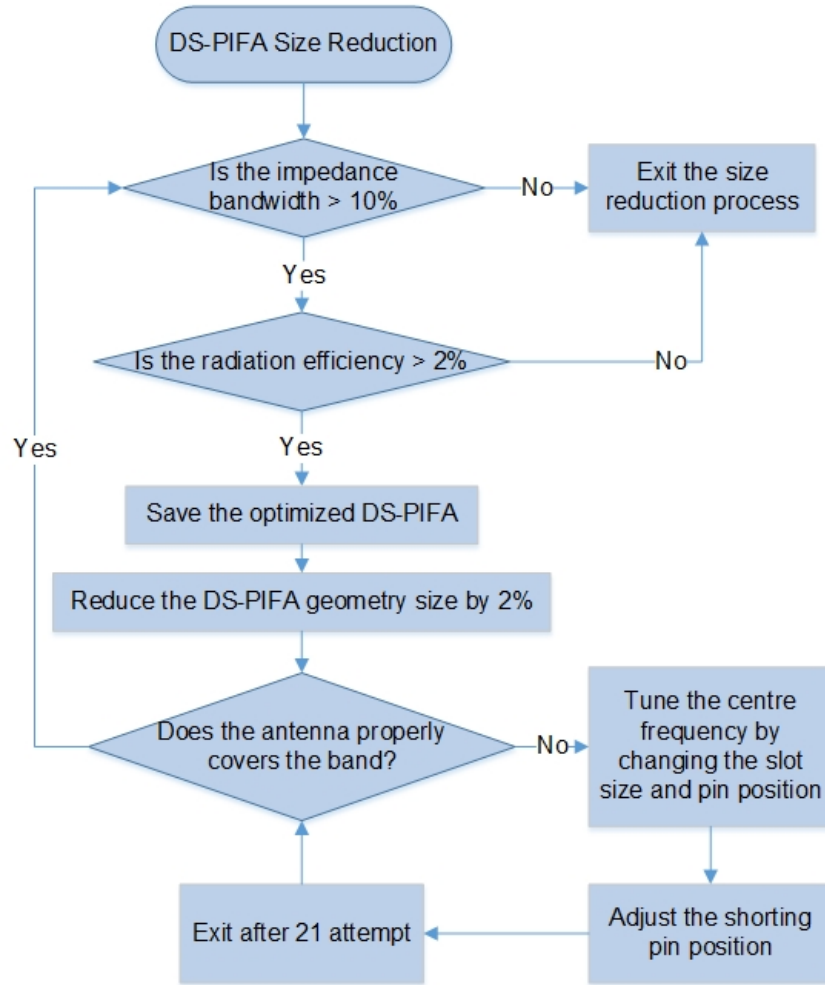 DS-PIFA Size Reduction
Is the impedance
bandwidth > 10%
No
Exit the size
reduction process
Yes
Is the radiation efficiency > 2%
No
Yes
Yes
Save the optimized DS-PIFA
Reduce the DS-PIFA geometry size by 2%
Does the antenna properly
covers the band?
No
Tune the centre
frequency by
changing the slot
size and pin position
Adjust the shorting
pin position
Exit after 21 attempt